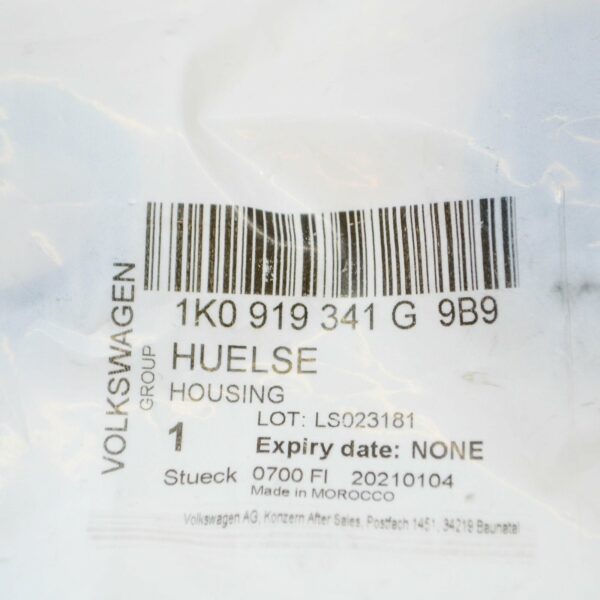 VOLKSWAGEN
GROUP
1K0 919 341 G 9B9
HUELSE
HOUSING
LOT: LS023181
1
Expiry date: NONE
Stueck 0700 FI 20210104
Made in MOROCCO
Volkswagen AG, Konzern After Sales, Postfach 1451, 34219 Baunatal